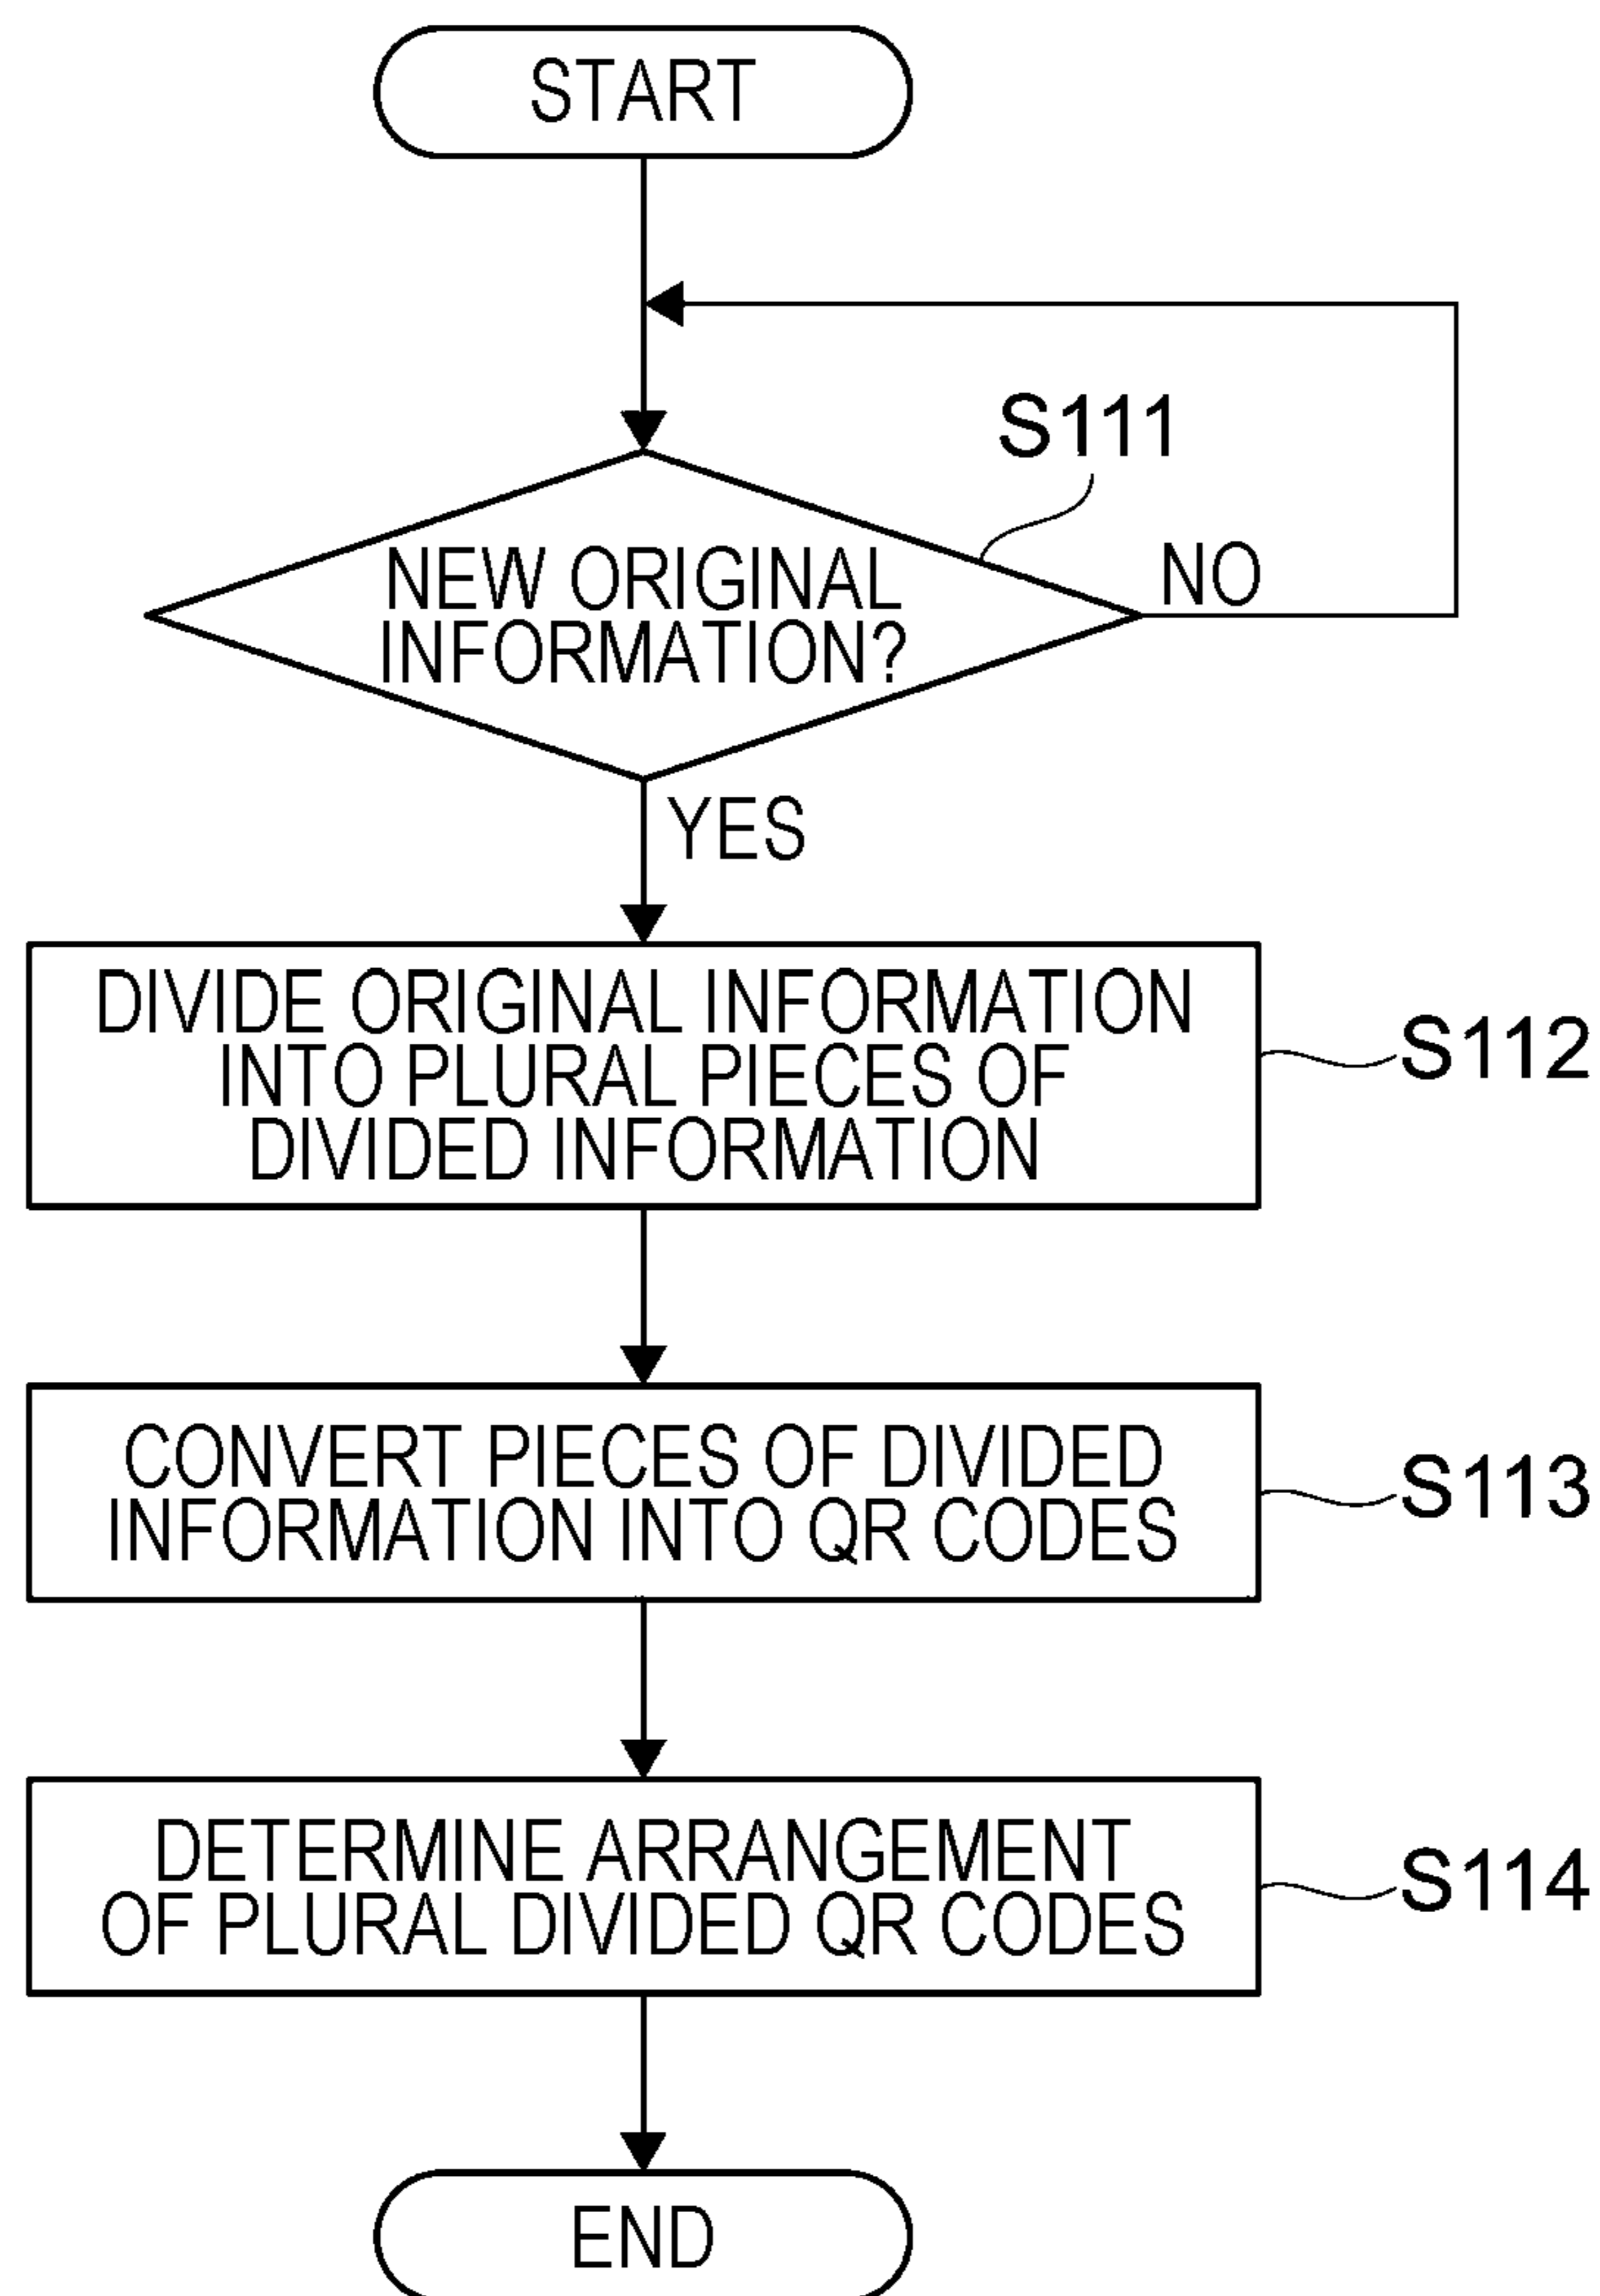 START
S111
NEW ORIGINAL
INFORMATION?
NO
YES
DIVIDE ORIGINAL INFORMATION
INTO PLURAL PIECES OF
DIVIDED INFORMATION
S112
CONVERT PIECES OF DIVIDED
INFORMATION INTO QR CODES
S113
DETERMINE ARRANGEMENT
OF PLURAL DIVIDED QR CODES
S114
END